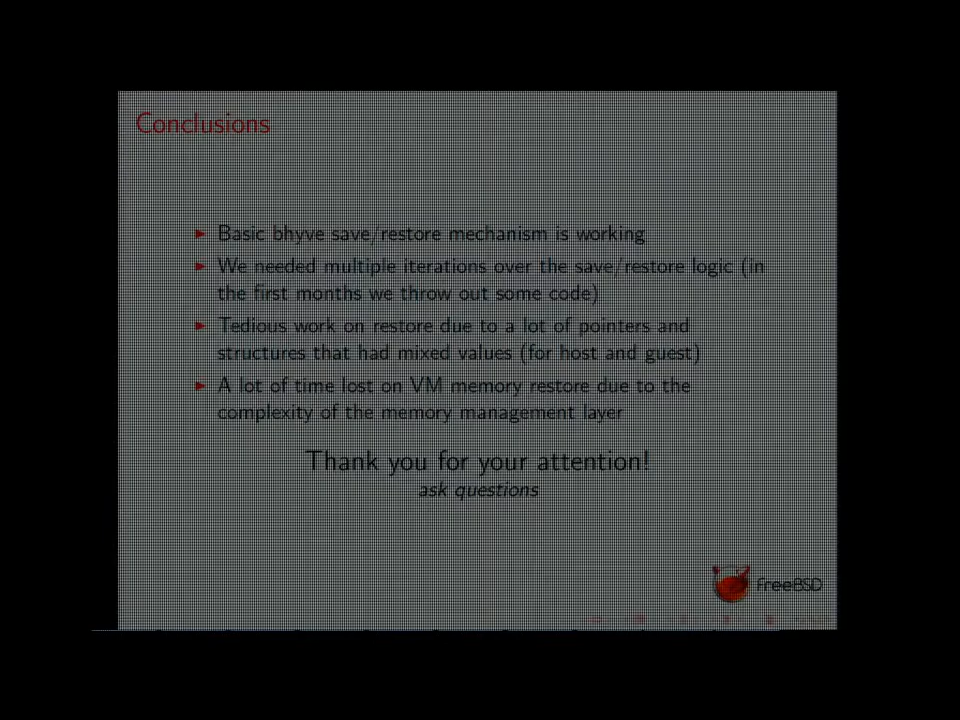 Conclusions
Basic bhyve save/restore mechanism is working
We needed multiple iterations over the save/restore logic (in
the first months we throw out some code)
Tedious work on restore due to a lot of pointers and
structures that had mixed values (for host and guest)
A lot of time lost on VM memory restore due to the
complexity of the memory management layer
Thank you for your attention!
ask questions
FreeBSD